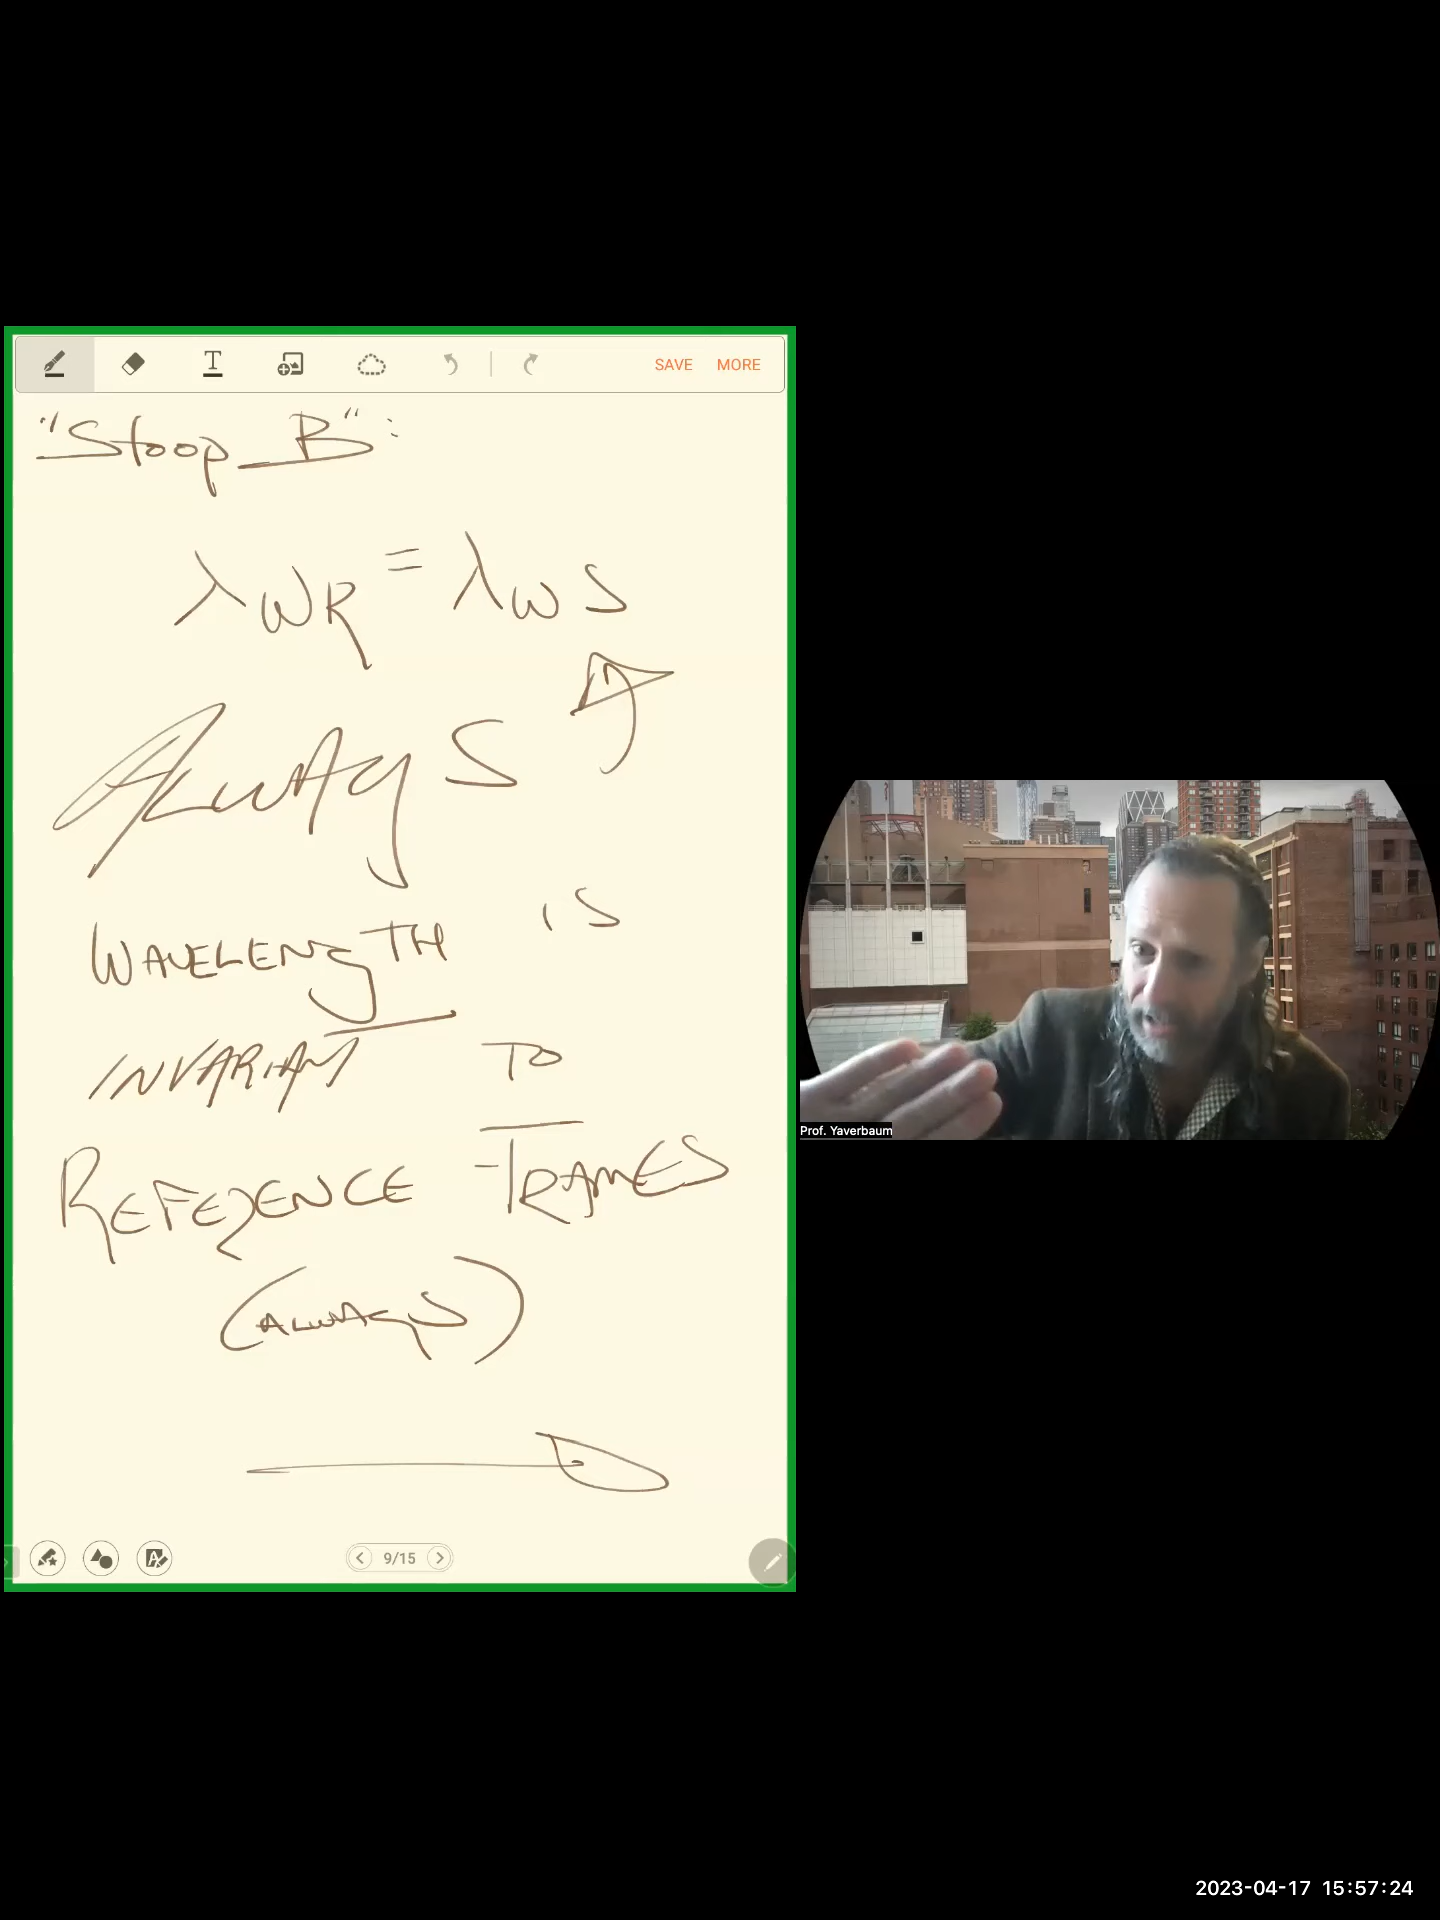 T
SAVE MORE
"Stoop B":
λWR = λWS
ALWAYS
WAVELENGTH IS
INVARIANT TO
REFERENCE FRAMES
(ALWAYS)
9/15
Prof. Yaverbaum
2023-04-17 15:57:24